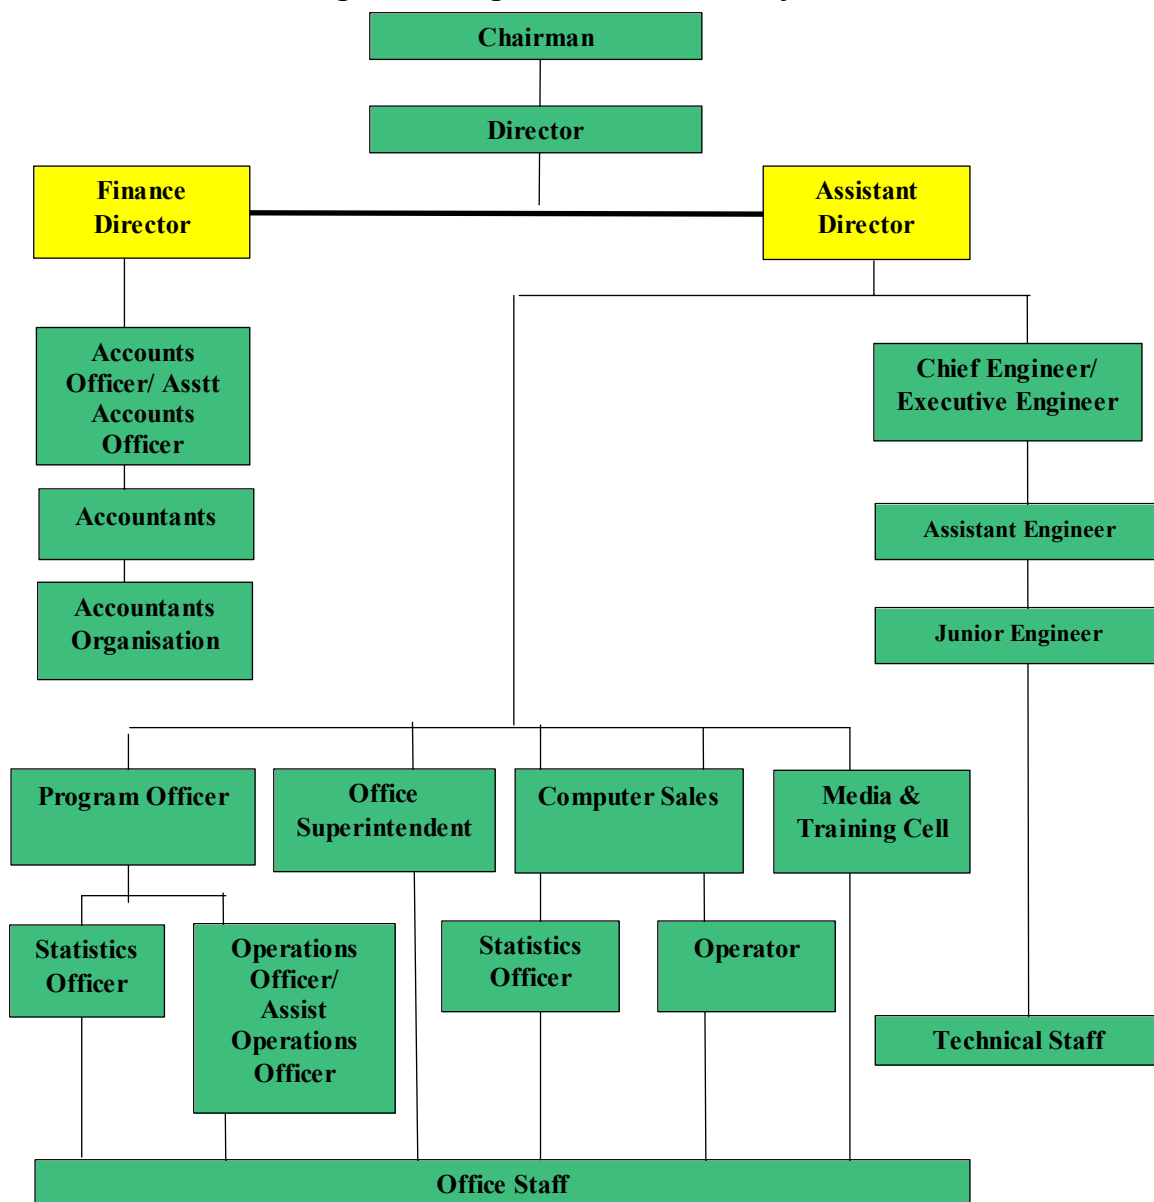 Chairman
Director
Finance
Director
Assistant
Director
Accounts
Officer/ Asstt
Accounts
Officer
Chief Engineer/
Executive Engineer
Accountants
Assistant Engineer
Accountants
Organisation
Junior Engineer
Program Officer
Office
Superintendent
Computer Sales
Media &
Training Cell
Statistics
Officer
Operations
Officer/
Assist
Operations
Officer
Statistics
Officer
Operator
Technical Staff
Office Staff